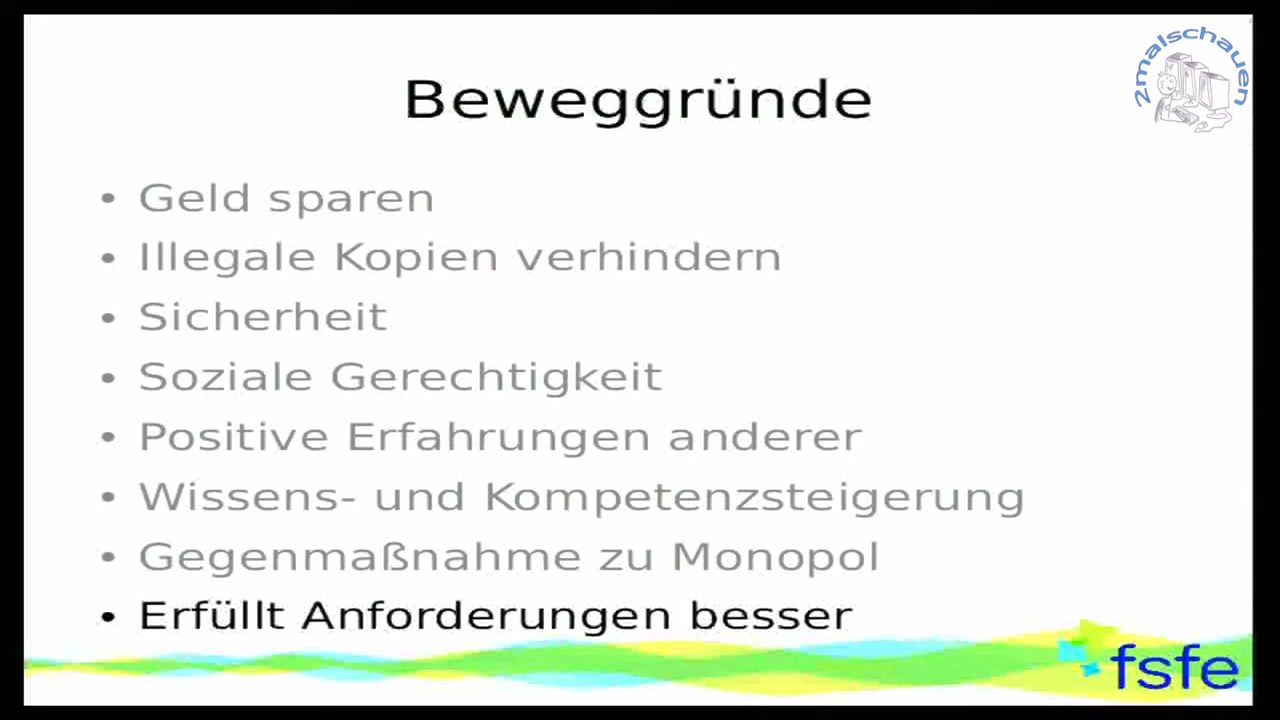 2malschauen
Beweggründe
• Geld sparen
• Illegale Kopien verhindern
• Sicherheit
• Soziale Gerechtigkeit
• Positive Erfahrungen anderer
• Wissens- und Kompetenzsteigerung
• Gegenmaßnahme zu Monopol
• Erfüllt Anforderungen besser
fsfe